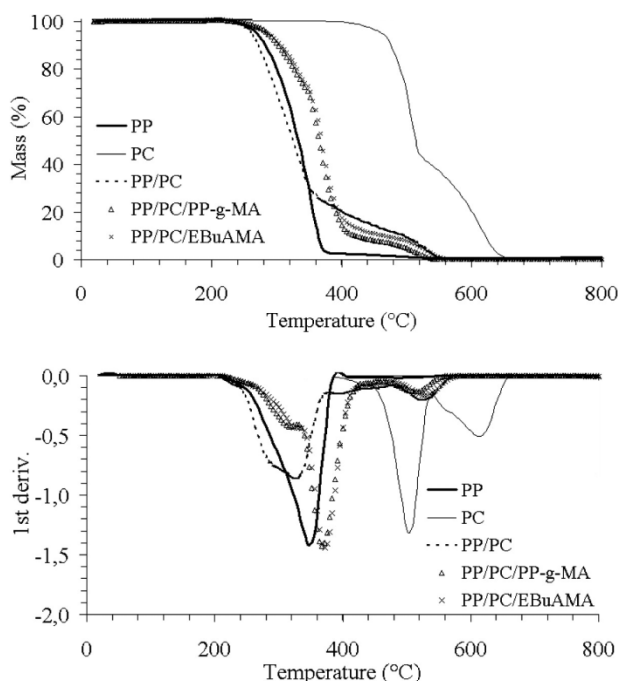 100
80
60
40
20
0
Mass (%)
PP
PC
PP/PC
PP/PC/PP-g-MA
PP/PC/EBuAMA
0 200 400 600 800
Temperature (°C)
0,0
-0,5
-1,0
-1,5
-2,0
1st deriv.
PP
PC
PP/PC
PP/PC/PP-g-MA
PP/PC/EBuAMA
0 200 400 600 800
Temperature (°C)